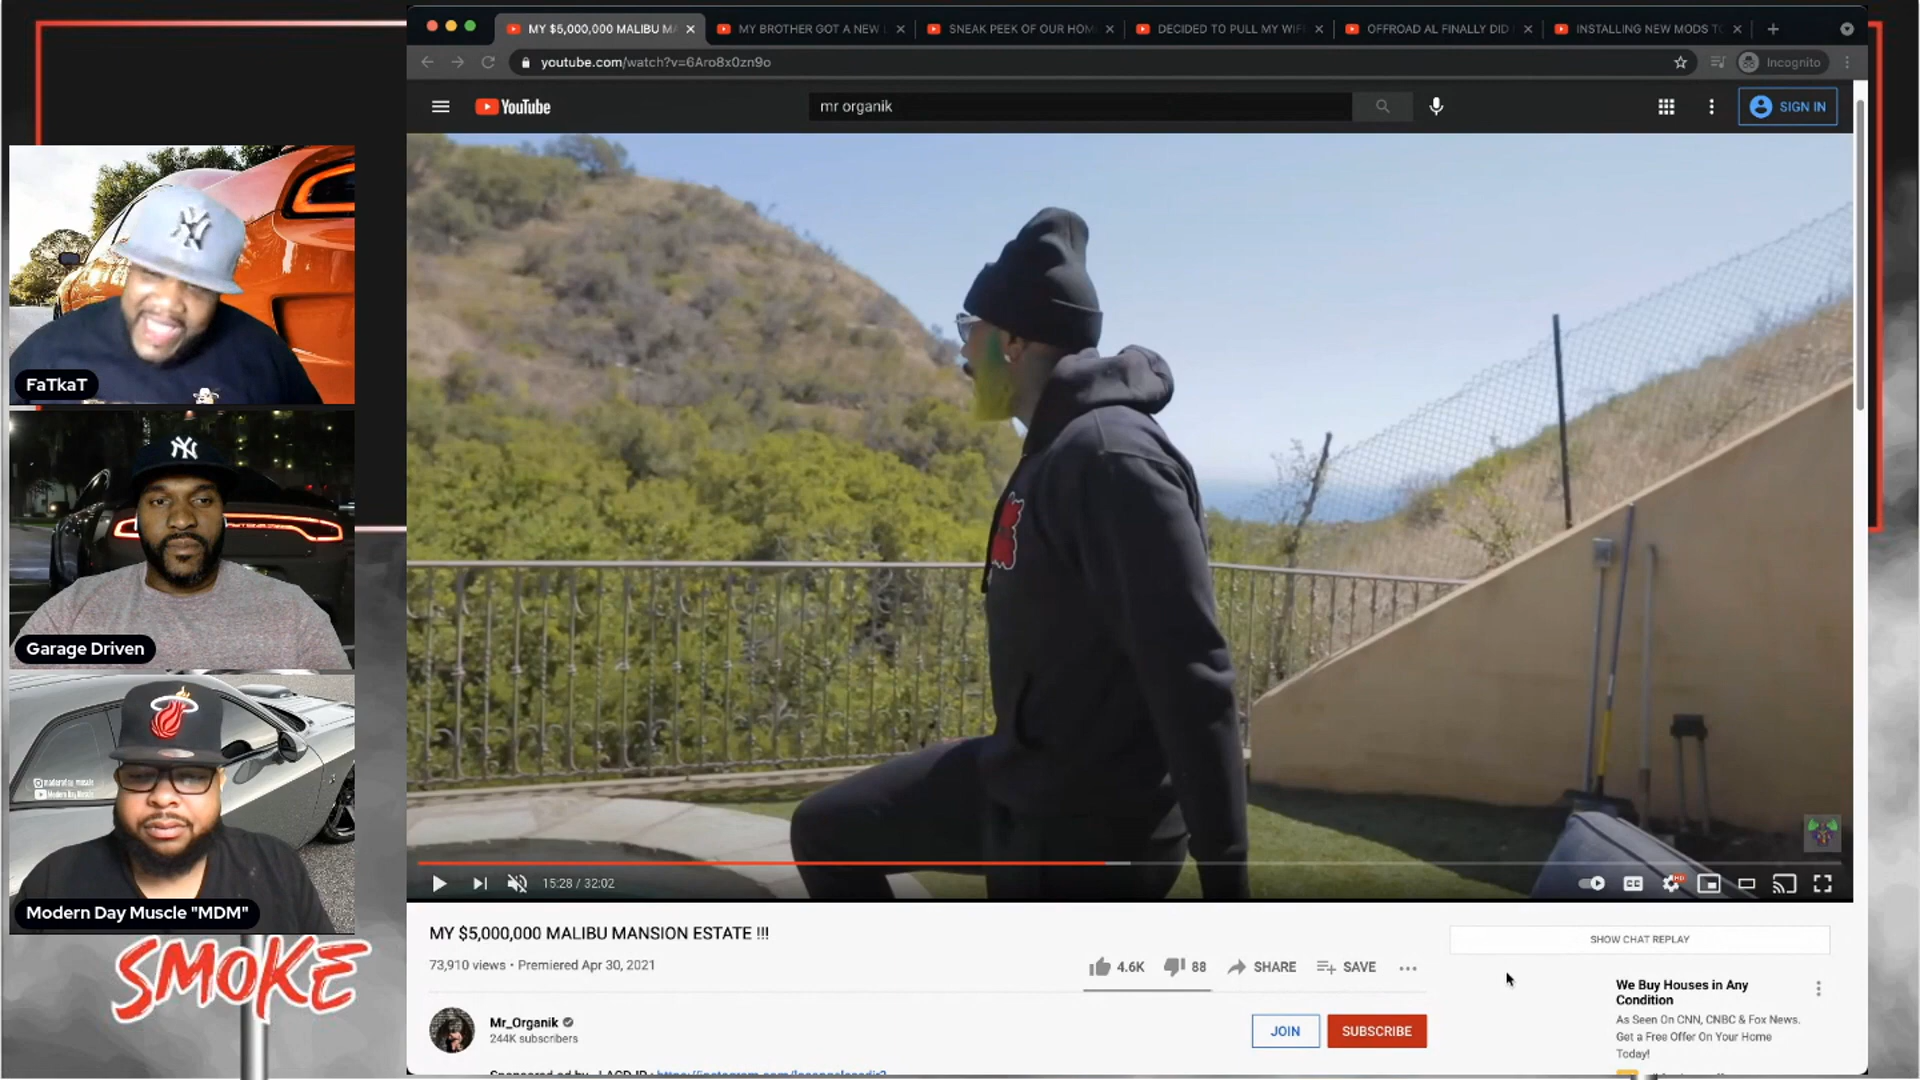 MY $5,000,000 MALIBU MA
MY BROTHER GOT A NEW
SNEAK PEEK OF OUR HOM
DECIDED TO PULL MY WIF
OFFROAD AL FINALLY DID
INSTALLING NEW MODS T
youtube.com/watch?v=6Aro8x0zn9o
Incognito
YouTube
mr organik
SIGN IN
NY
FaTkaT
NY
Garage Driven
Modern Day Muscle "MDM"
SMOKE
CC
HD
15:28 / 32:02
MY $5,000,000 MALIBU MANSION ESTATE !!!
73,910 views • Premiered Apr 30, 2021
4.6K
88
SHARE
SAVE
Mr_Organik
244K subscribers
JOIN
SUBSCRIBE
SHOW CHAT REPLAY
We Buy Houses in Any
Condition
As Seen On CNN, CNBC & Fox News.
Get a Free Offer On Your Home
Today!